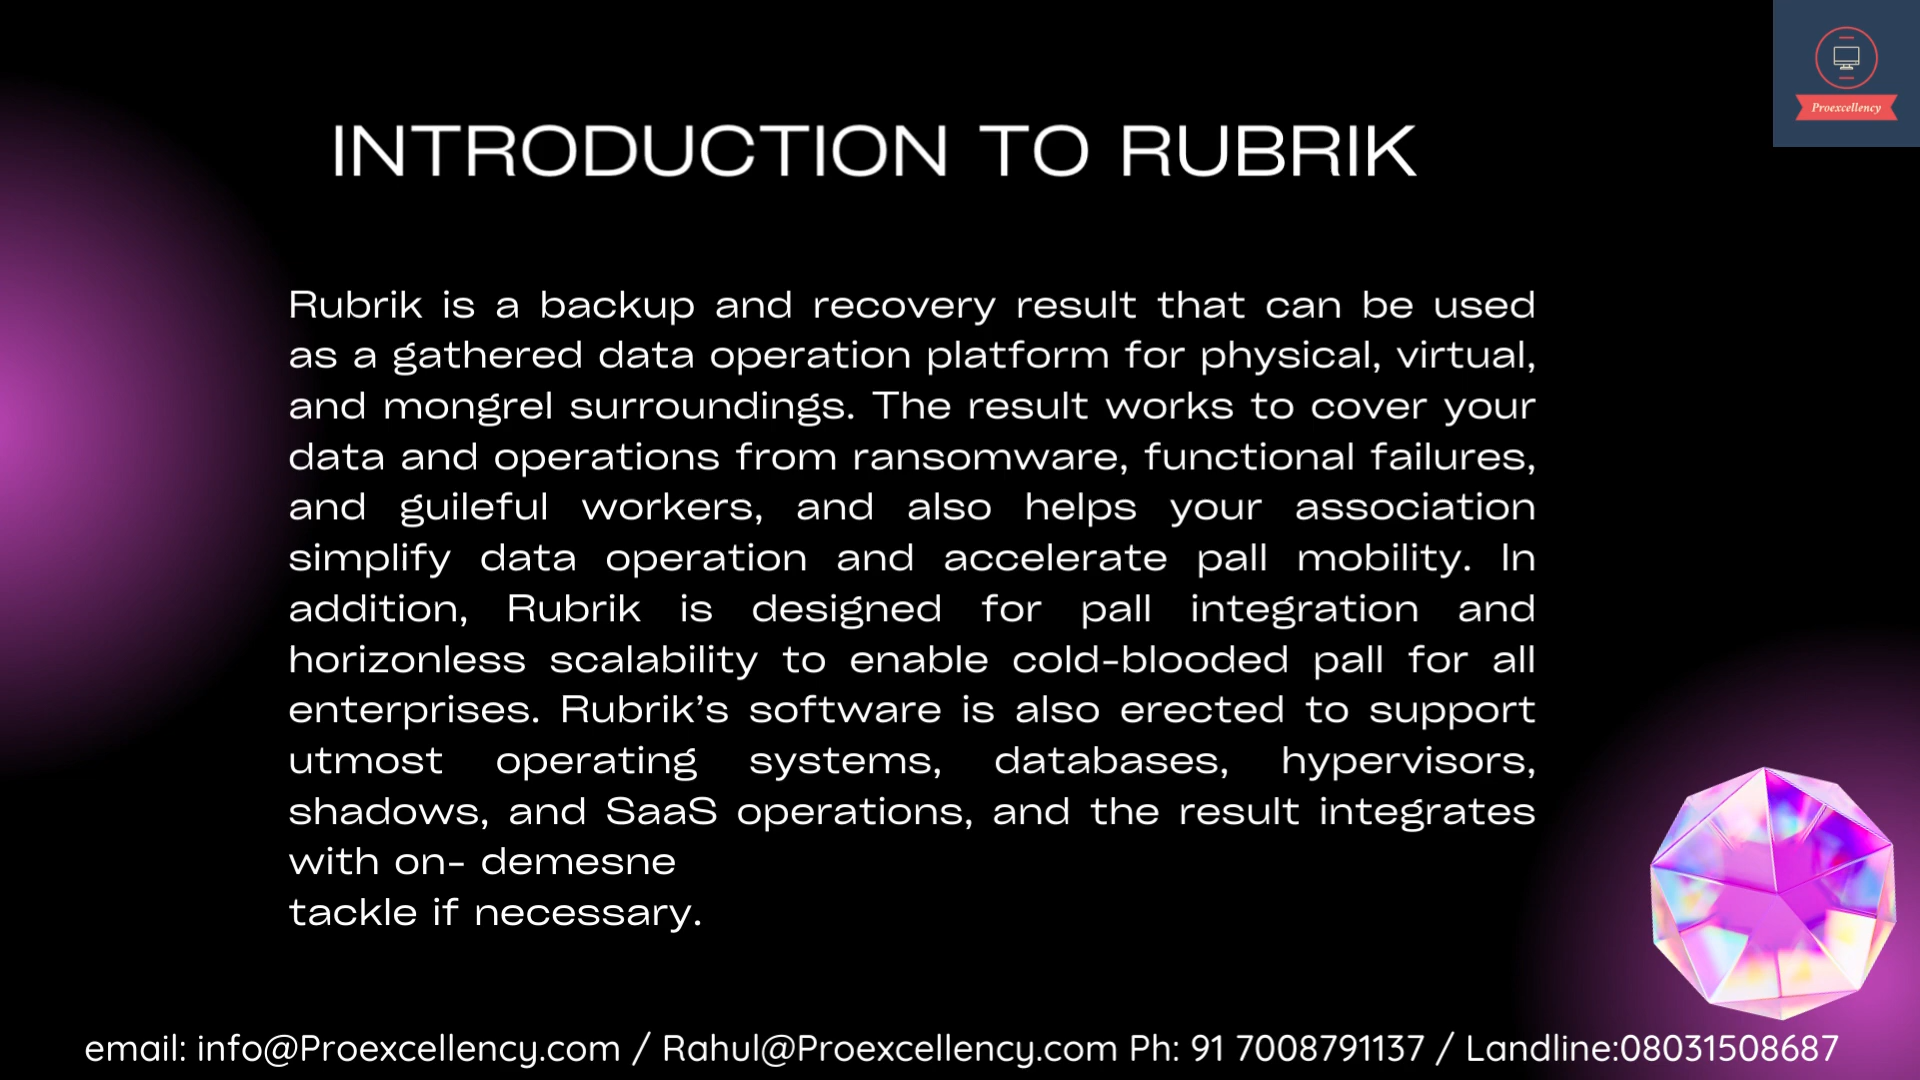 Proexcellency
INTRODUCTION TO RUBRIK
Rubrik is a backup and recovery result that can be used
as a gathered data operation platform for physical, virtual,
and mongrel surroundings. The result works to cover your
data and operations from ransomware, functional failures,
and guileful workers, and also helps your association
simplify data operation and accelerate pall mobility. In
addition, Rubrik is designed for pall integration and
horizonless scalability to enable cold-blooded pall for all
enterprises. Rubrik’s software is also erected to support
utmost operating systems, databases, hypervisors,
shadows, and SaaS operations, and the result integrates
with on- demesne
tackle if necessary.
email: info@Proexcellency.com / Rahul@Proexcellency.com Ph: 91 7008791137 / Landline:08031508687